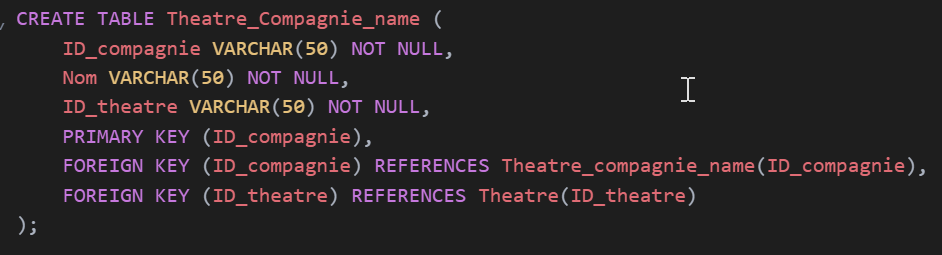 CREATE TABLE Theatre_Compagnie_name (
ID_compagnie VARCHAR(50) NOT NULL,
Nom VARCHAR(50) NOT NULL,
ID_theatre VARCHAR(50) NOT NULL,
PRIMARY KEY (ID_compagnie),
FOREIGN KEY (ID_compagnie) REFERENCES Theatre_compagnie_name(ID_compagnie),
FOREIGN KEY (ID_theatre) REFERENCES Theatre(ID_theatre)
);